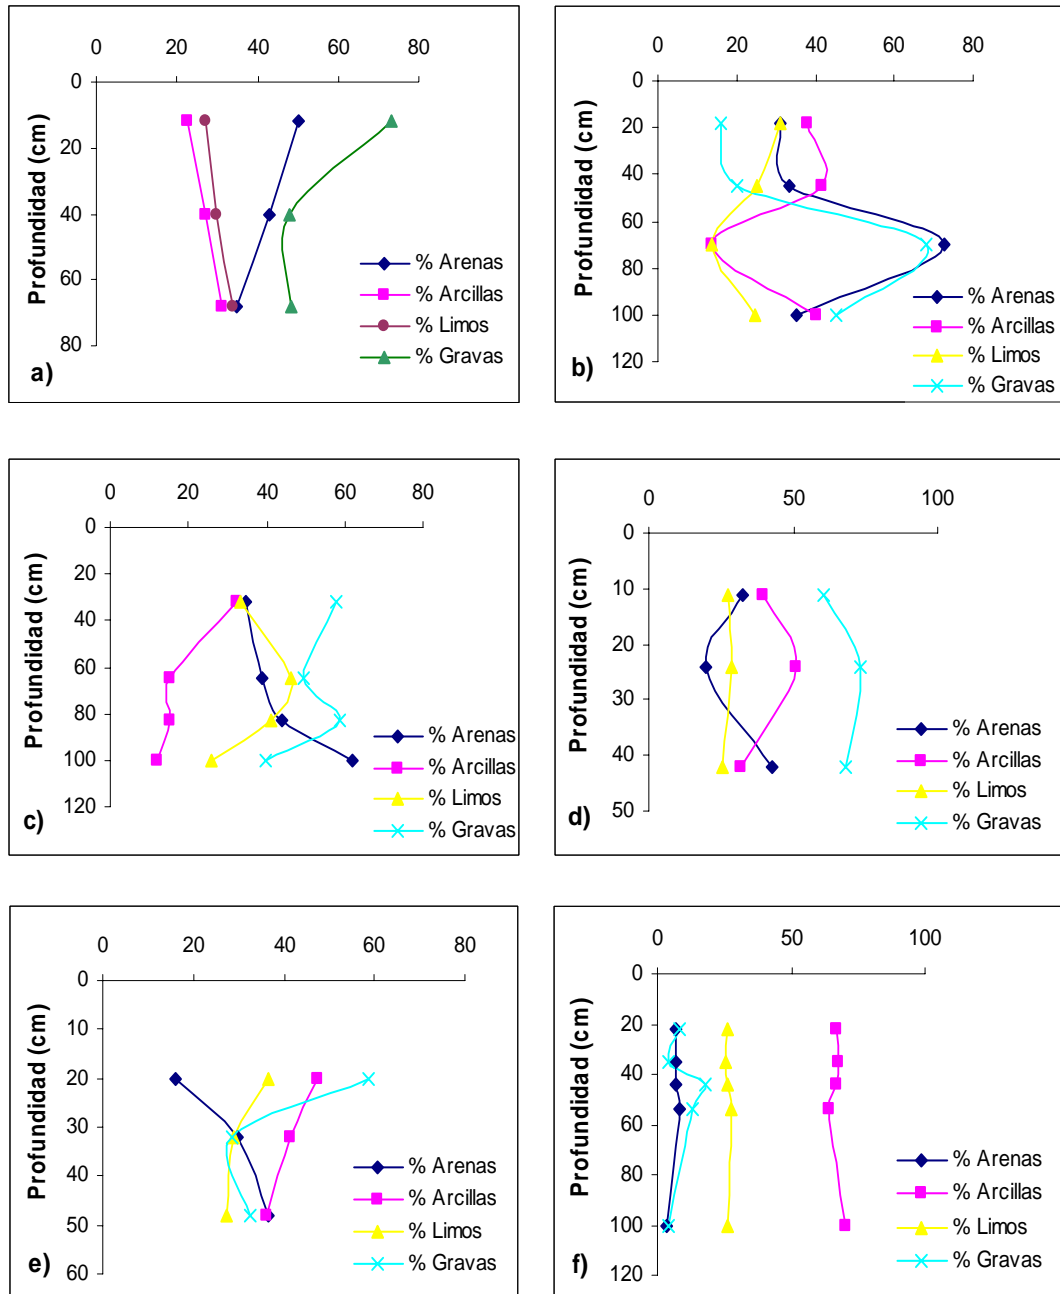 0 20 40 60 80
0
20
40
60
80
Profundidad (cm)
% Arenas
% Arcillas
% Limos
% Gravas
a)
0 20 40 60 80
0
20
40
60
80
100
120
Profundidad (cm)
% Arenas
% Arcillas
% Limos
% Gravas
b)
0 20 40 60 80
0
20
40
60
80
100
120
Profundidad (cm)
% Arenas
% Arcillas
% Limos
% Gravas
c)
0 50 100
0
10
20
30
40
50
Profundidad (cm)
% Arenas
% Arcillas
% Limos
% Gravas
d)
0 20 40 60 80
0
10
20
30
40
50
60
Profundidad (cm)
% Arenas
% Arcillas
% Limos
% Gravas
e)
0 50 100
0
20
40
60
80
100
120
Profundidad (cm)
% Arenas
% Arcillas
% Limos
% Gravas
f)